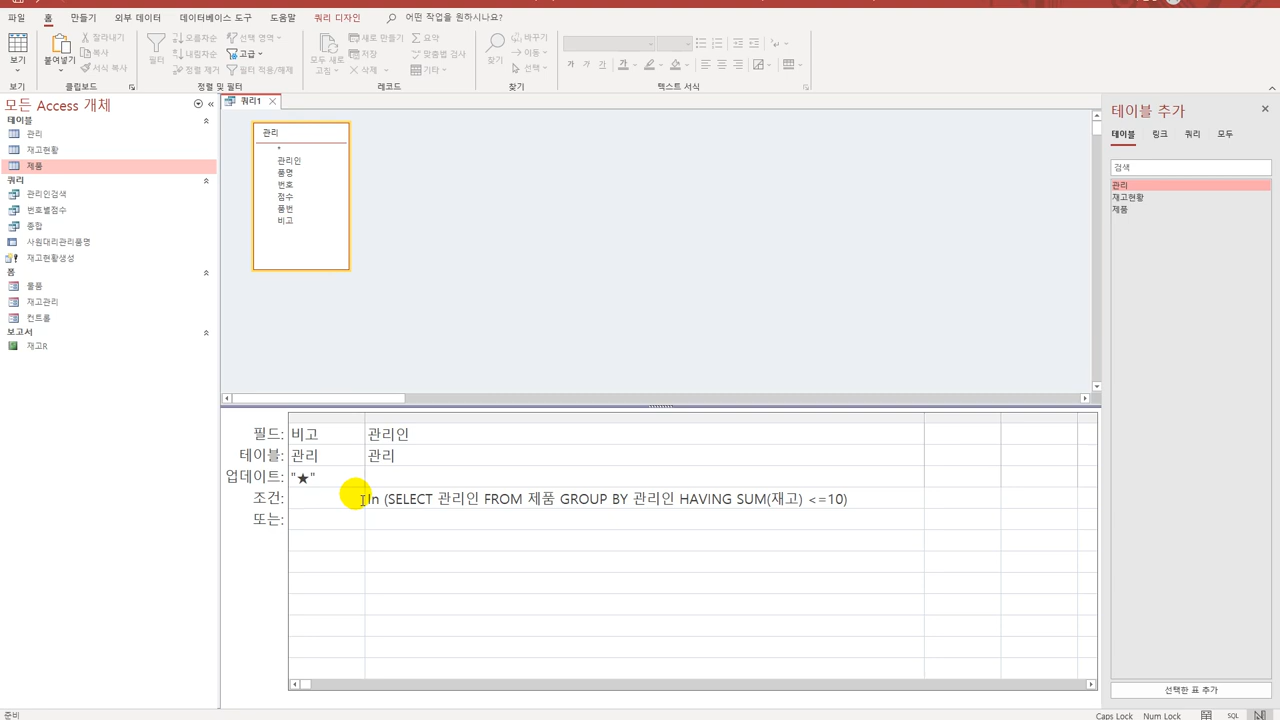 파일 홈 만들기 외부 데이터 데이터베이스 도구 도움말 쿼리 디자인 어떤 작업을 원하시나요?
보기 붙여넣기 잘라내기 복사 서식 복사
필터 오름차순 내림차순 정렬 제거 선택 영역 고급 필터 적용/해제
모두 새로 고침 새로 만들기 저장 삭제 요약 맞춤법 검사 기타
찾기 바꾸기 이동 선택
보기 클립보드 정렬 및 필터 레코드 찾기 텍스트 서식
모든 Access 개체
테이블
관리
재고현황
제품
쿼리
관리인검색
번호별점수
종합
사원대리관리품명
재고현황생성
폼
물품
재고관리
컨트롤
보고서
재고R
쿼리1
관리
*
관리인
품명
번호
점수
품번
비고
필드: 비고 관리인
테이블: 관리 관리
업데이트: "★"
조건: In (SELECT 관리인 FROM 제품 GROUP BY 관리인 HAVING SUM(재고) <=10)
또는:
테이블 추가
테이블 링크 쿼리 모두
검색
관리
재고현황
제품
선택한 표 추가
준비
Caps Lock Num Lock SQL